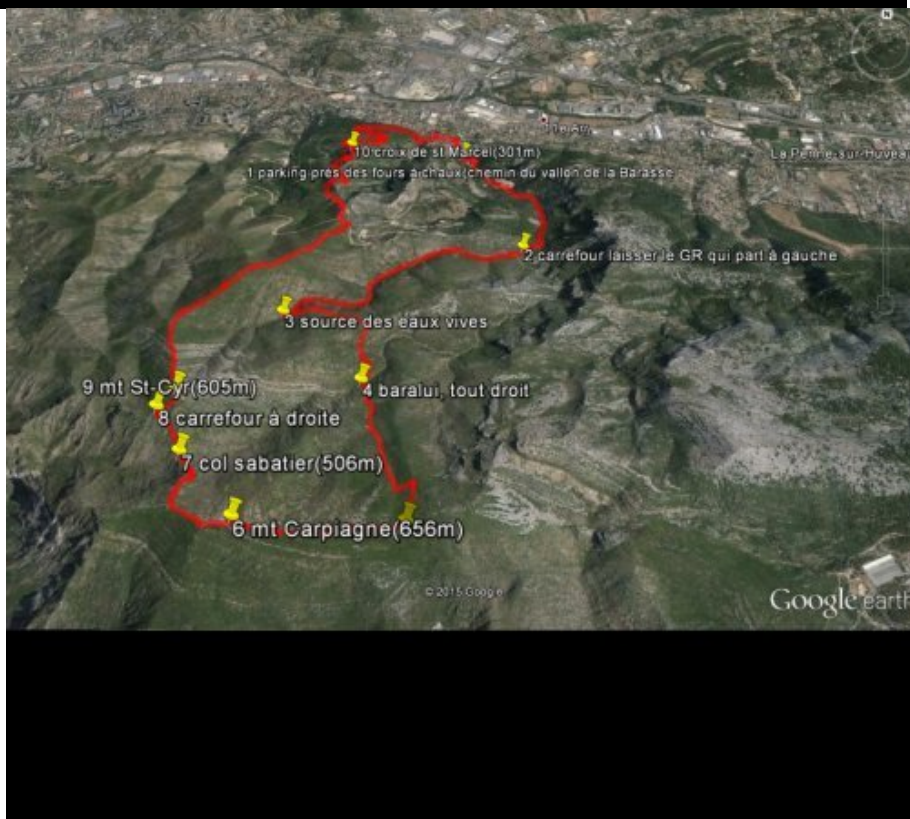 10 croix de st Marcel(301m)
La Penne-sur-Huveau
1 parking près des fours à chaux(chemin du vallon de la Barasse
2 carrefour laisser le GR qui part à gauche
3 source des eaux vives
9 mt St-Cyr(605m)
4 baralui, tout droit
8 carrefour à droite
7 col sabatier(506m)
6 mt Carpiagne(656m)
© 2015 Google
Google earth